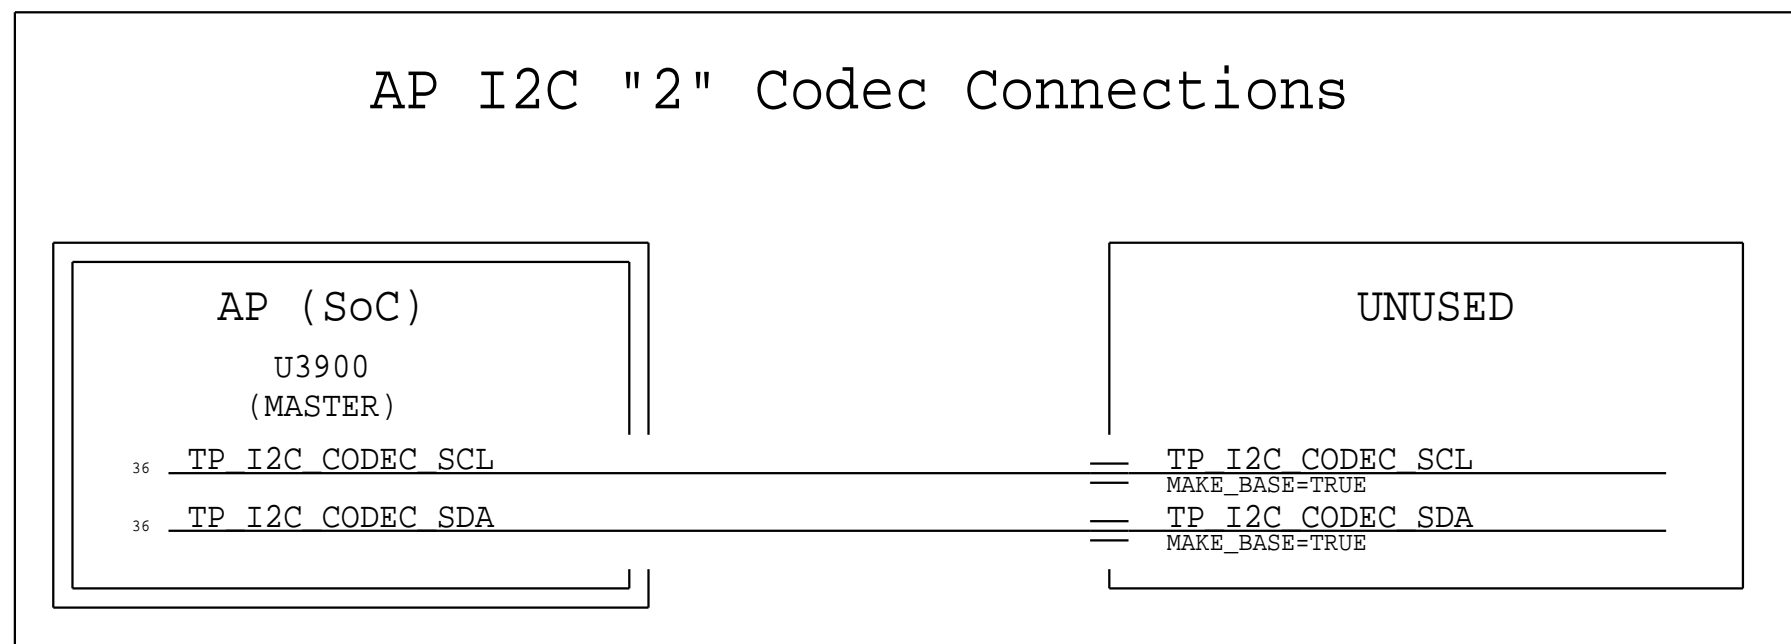 AP I2C "2" Codec Connections
AP (SoC)
U3900
(MASTER)
36 TP_I2C_CODEC_SCL
36 TP_I2C_CODEC_SDA
UNUSED
TP_I2C_CODEC_SCL
MAKE_BASE=TRUE
TP_I2C_CODEC_SDA
MAKE_BASE=TRUE